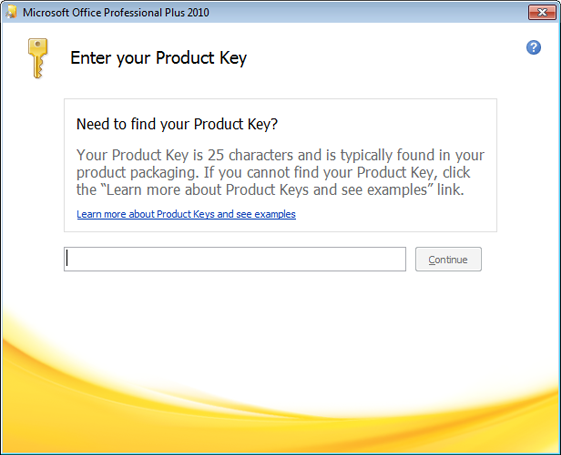 Microsoft Office Professional Plus 2010
Enter your Product Key
?
Need to find your Product Key?
Your Product Key is 25 characters and is typically found in your
product packaging. If you cannot find your Product Key, click
the “Learn more about Product Keys and see examples” link.
Learn more about Product Keys and see examples
Continue